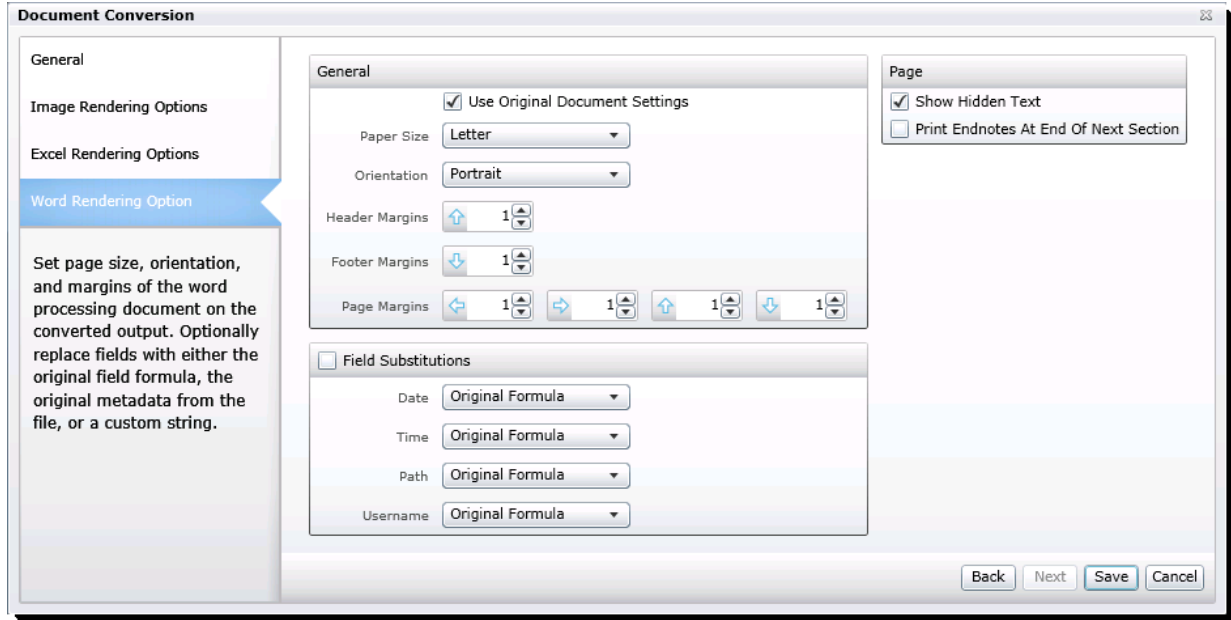 Document Conversion
General
Image Rendering Options
Excel Rendering Options
Word Rendering Option
Set page size, orientation,
and margins of the word
processing document on the
converted output. Optionally
replace fields with either the
original field formula, the
original metadata from the
file, or a custom string.
General
Use Original Document Settings
Paper Size Letter
Orientation Portrait
Header Margins 1
Footer Margins 1
Page Margins 1 1 1 1
Field Substitutions
Date Original Formula
Time Original Formula
Path Original Formula
Username Original Formula
Page
Show Hidden Text
Print Endnotes At End Of Next Section
Back Next Save Cancel